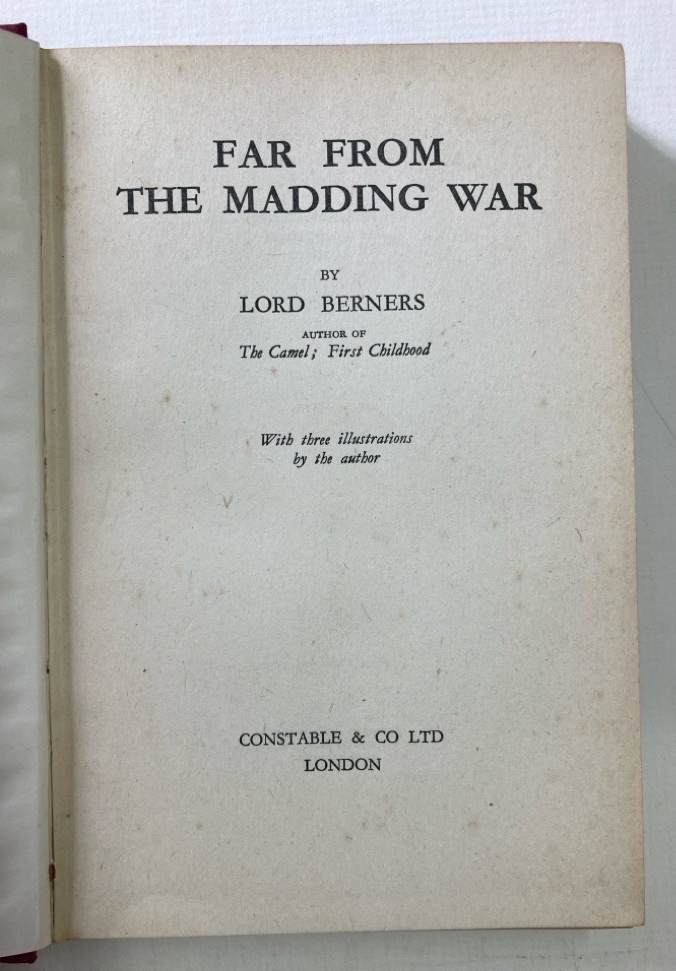 FAR FROM
THE MADDING WAR
BY
LORD BERNERS
AUTHOR OF
The Camel; First Childhood
With three illustrations
by the author
CONSTABLE & CO LTD
LONDON